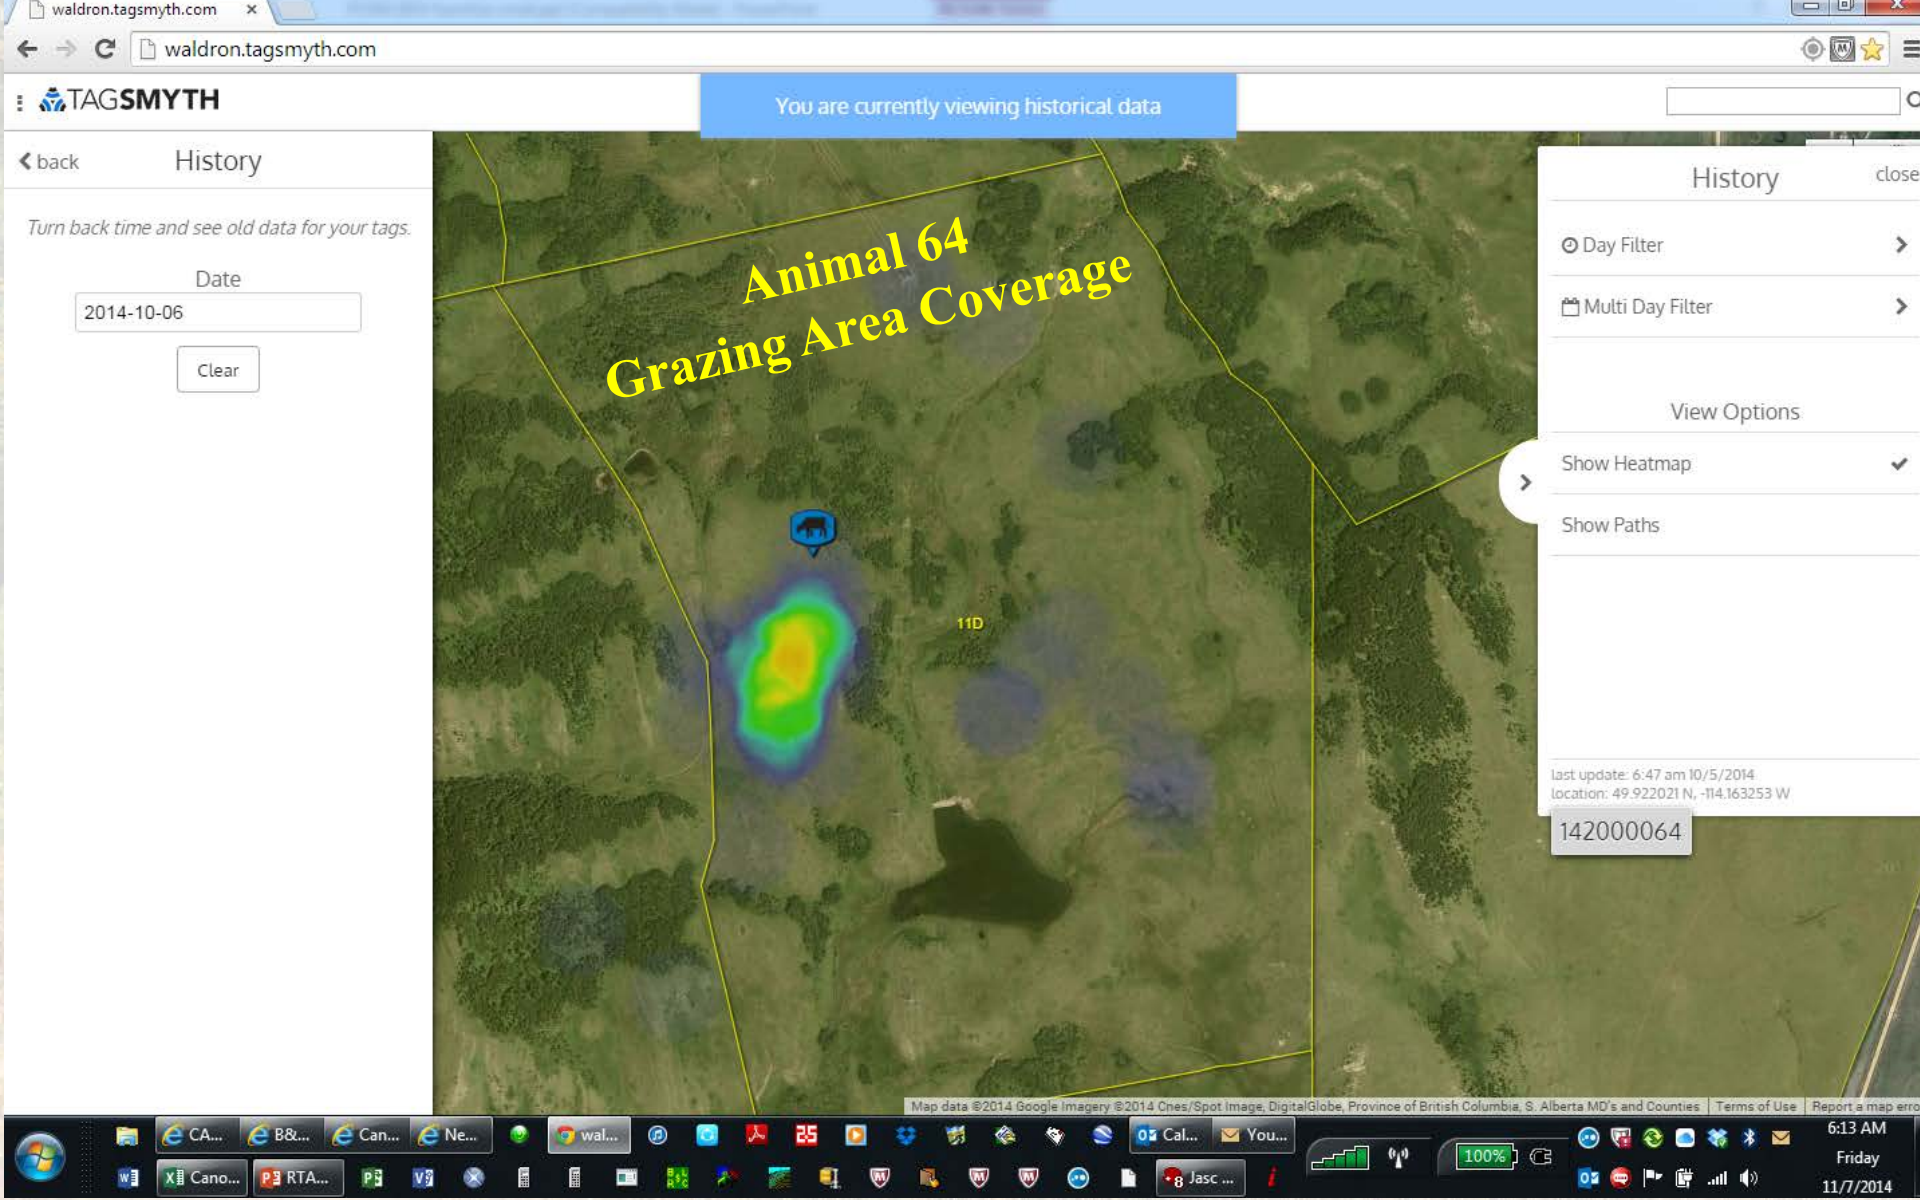 waldron.tagsmyth.com ×
waldron.tagsmyth.com
TAGSMYTH
You are currently viewing historical data
back
History
Turn back time and see old data for your tags.
Date
2014-10-06
Clear
Animal 64
Grazing Area Coverage
11D
History
close
Day Filter
Multi Day Filter
View Options
Show Heatmap
Show Paths
last update: 6:47 am 10/5/2014
location: 49.922021 N, -114.163253 W
142000064
Map data ©2014 Google Imagery ©2014 Cnes/Spot Image, DigitalGlobe, Province of British Columbia, S. Alberta MD's and Counties
Terms of Use
Report a map erro
CA...
B&...
Can...
Ne...
wal...
Cal...
You...
100%
6:13 AM
Cano...
RTA...
Jasc ...
Friday
11/7/2014